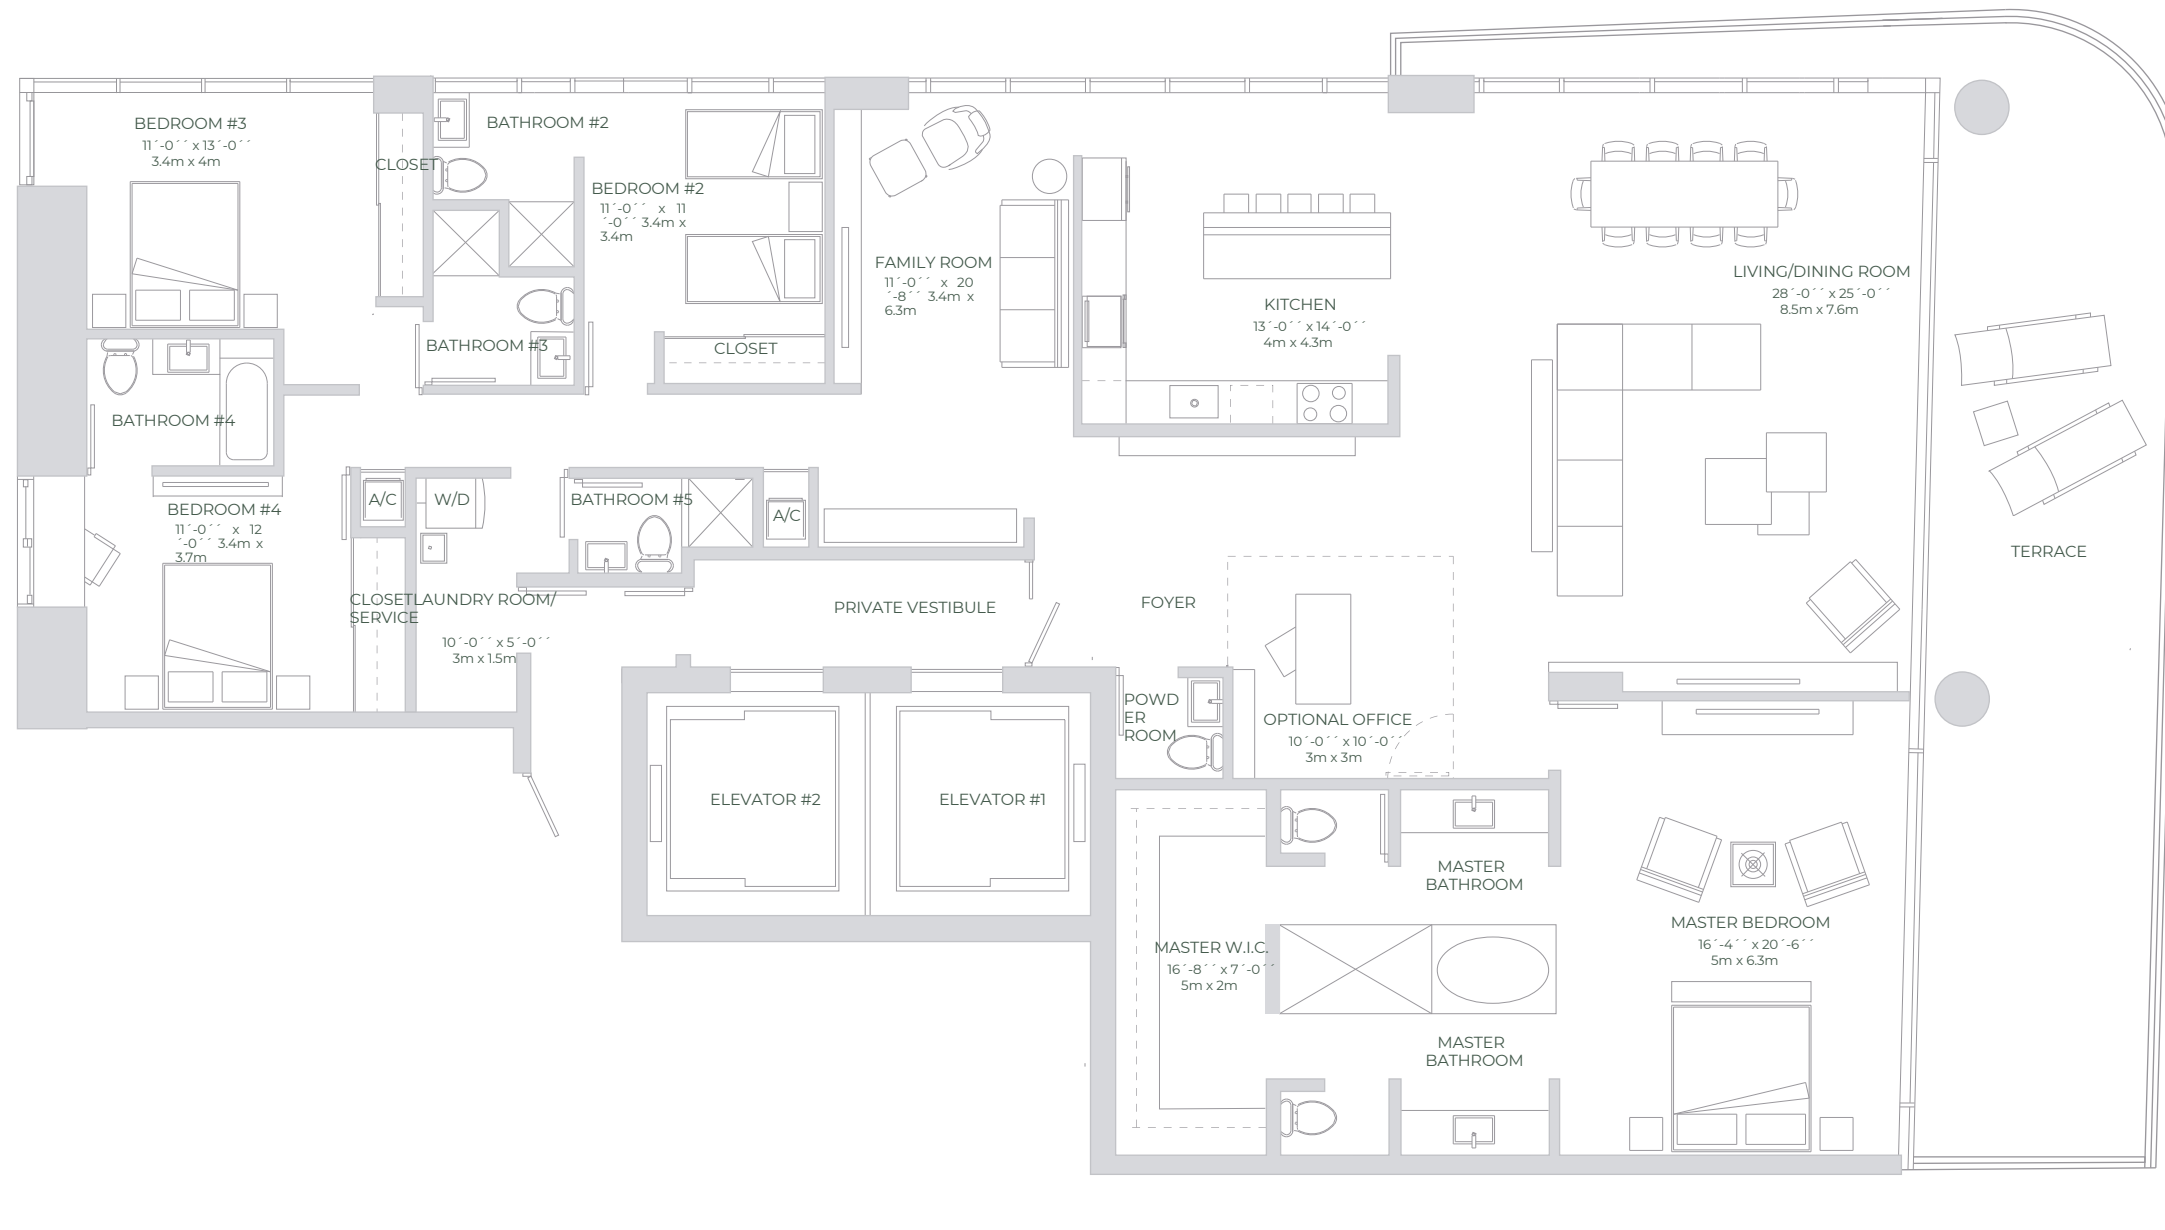 BEDROOM #3
11´-0´´ x 13´-0´´
3.4m x 4m
CLOSET
BATHROOM #2
BEDROOM #2
11´-0´´ x 11
´-0´´ 3.4m x
3.4m
CLOSET
BATHROOM #3
FAMILY ROOM
11´-0´´ x 20
´-8´´ 3.4m x
6.3m
KITCHEN
13´-0´´ x 14´-0´´
4m x 4.3m
LIVING/DINING ROOM
28´-0´´ x 25´-0´´
8.5m x 7.6m
TERRACE
BATHROOM #4
BEDROOM #4
11´-0´´ x 12
´-0´´ 3.4m x
3.7m
A/C
W/D
BATHROOM #5
A/C
CLOSET
LAUNDRY ROOM/
SERVICE
10´-0´´ x 5´-0´´
3m x 1.5m
PRIVATE VESTIBULE
FOYER
POWD
ER
ROOM
OPTIONAL OFFICE
10´-0´´ x 10´-0´´
3m x 3m
ELEVATOR #2
ELEVATOR #1
MASTER
BATHROOM
MASTER W.I.C.
16´-8´´ x 7´-0´´
5m x 2m
MASTER BEDROOM
16´-4´´ x 20´-6´´
5m x 6.3m
MASTER
BATHROOM